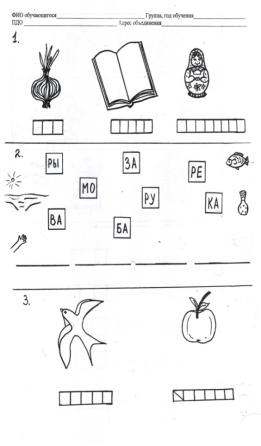 ФИО обучающегося Группа, год обучения
ПДО Адрес объединения
1.
2.
РЫ ЗА РЕ
МО РУ КА
ВА БА
3.